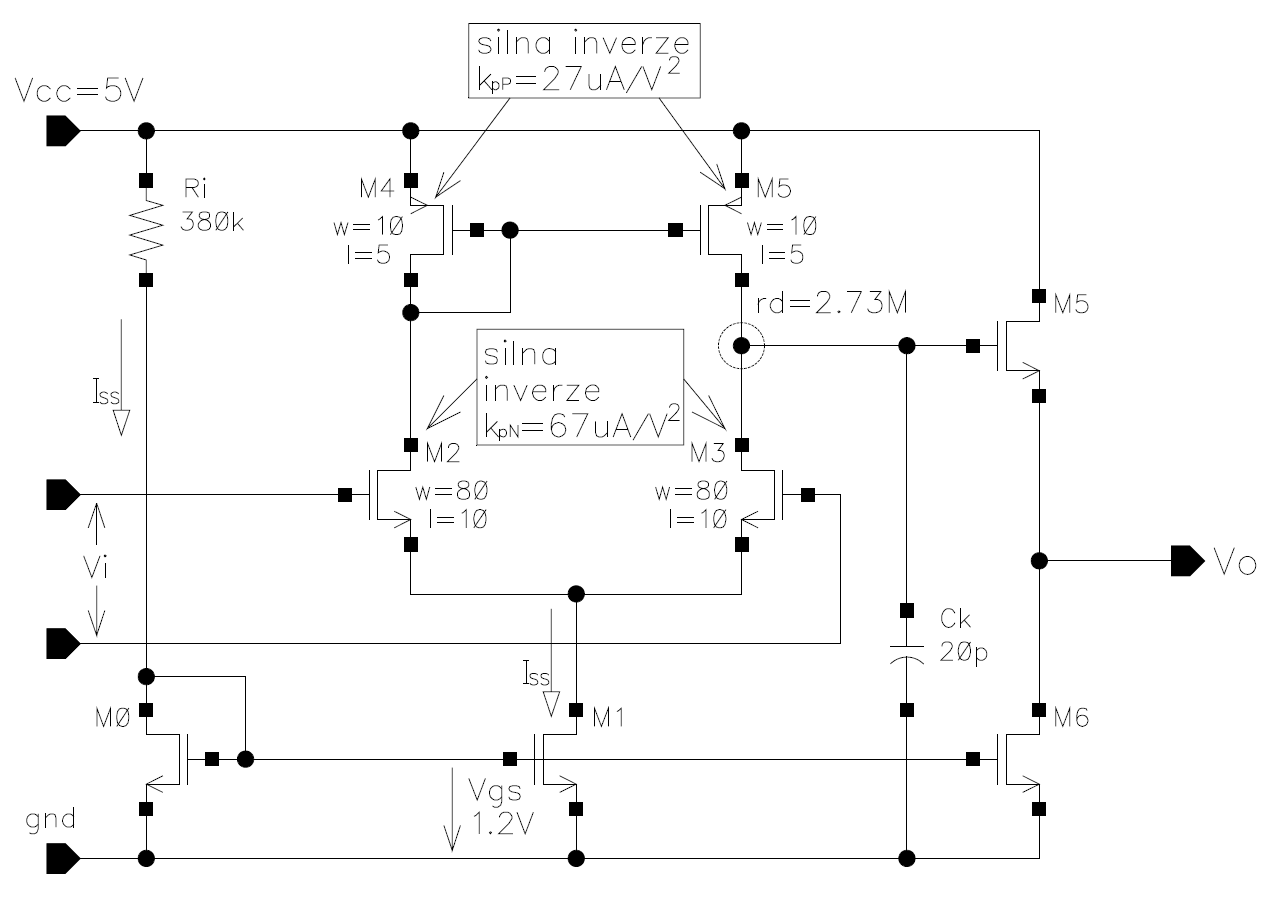 silna inverze
kpP=27uA/V²
Vcc=5V
Ri
380k
M4
w=10
l=5
M5
w=10
l=5
rd=2.73M
M5
silna
inverze
kpN=67uA/V²
Iss
M2
w=80
l=10
M3
w=80
l=10
Vi
Vo
Ck
20p
Iss
M0
M1
M6
Vgs
1.2V
gnd